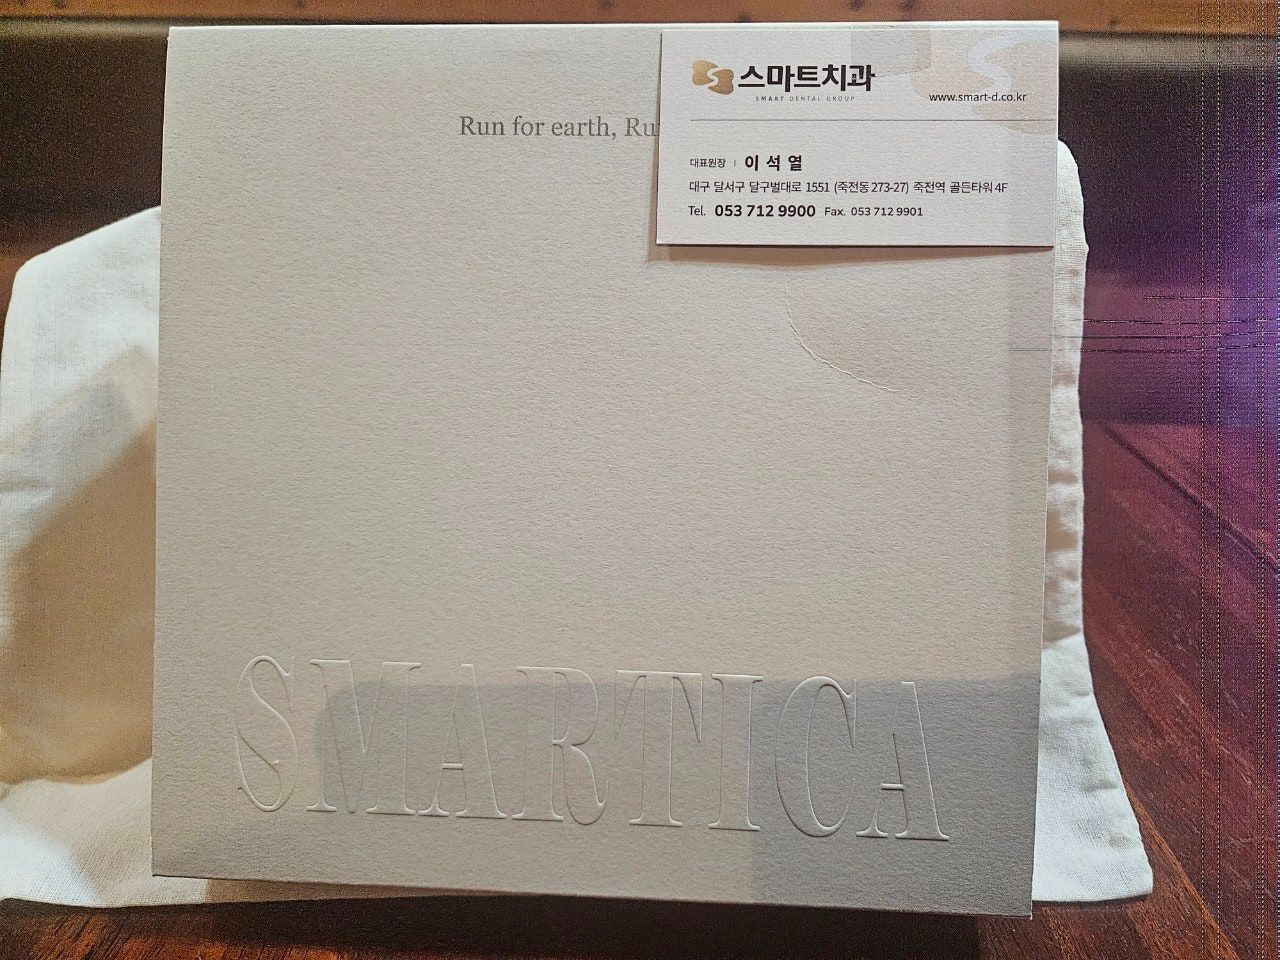 스마트치과
SMART DENTAL GROUP
www.smart-d.co.kr
Run for earth, Ru
대표원장 | 이석열
대구 달서구 달구벌대로 1551 (죽전동 273-27) 죽전역 골든타워 4F
Tel. 053 712 9900 Fax. 053 712 9901
SMARTICA